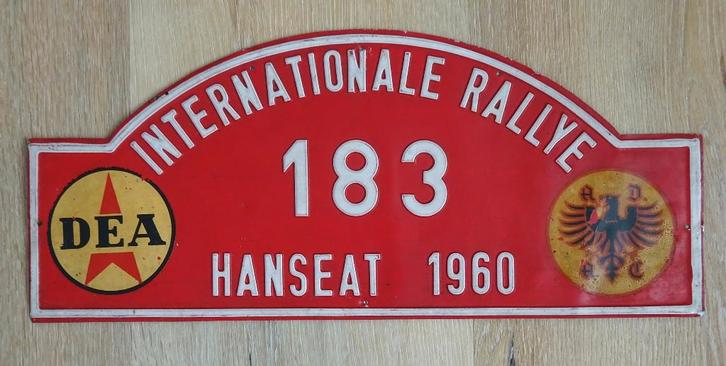 INTERNATIONALE RALLYE
183
DEA
A D
A C
HANSEAT 1960